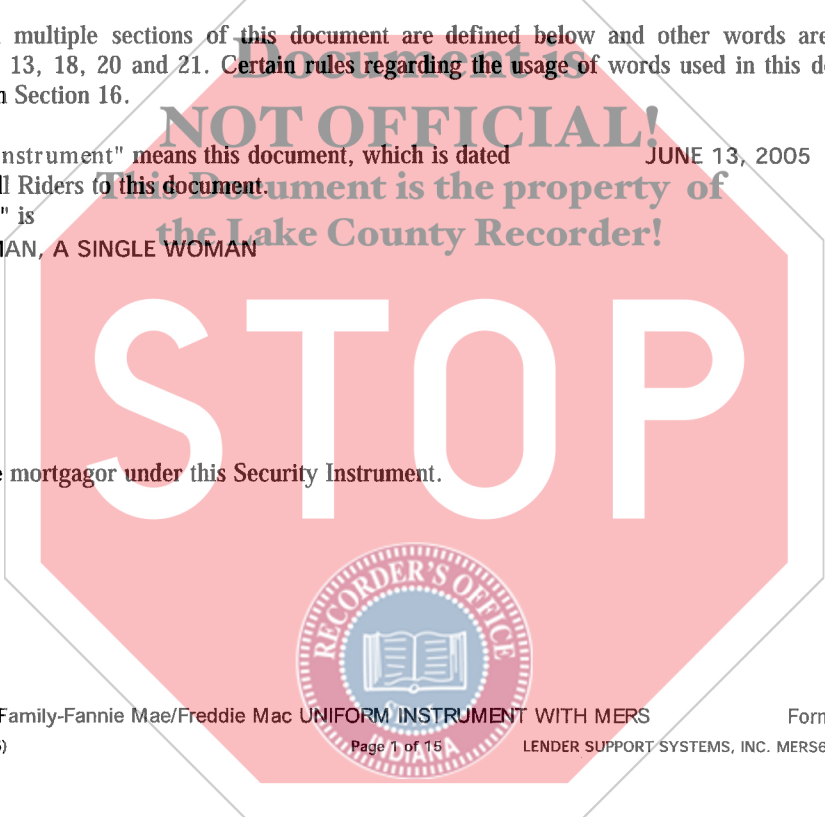 multiple sections of this document are defined below and other words are
13, 18, 20 and 21. Certain rules regarding the usage of words used in this d
Section 16.
Document is
NOT OFFICIAL!
This Document is the property of
the Lake County Recorder!
nstrument" means this document, which is dated JUNE 13, 2005
ll Riders to this document.
" is
MAN, A SINGLE WOMAN
STOP
mortgagor under this Security Instrument.
RECORDER'S OFFICE
INDIANA
Family-Fannie Mae/Freddie Mac UNIFORM INSTRUMENT WITH MERS Form
Page 1 of 15 LENDER SUPPORT SYSTEMS, INC. MERS6